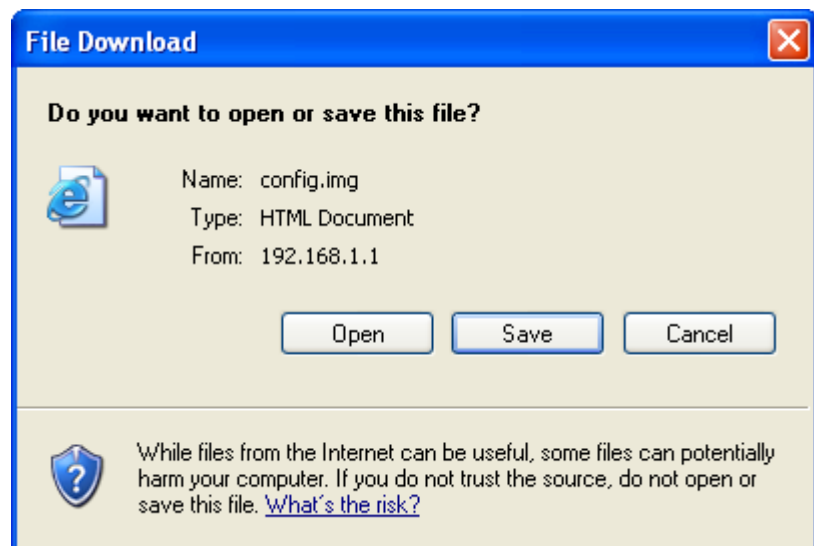 File Download
Do you want to open or save this file?
Name: config.img
Type: HTML Document
From: 192.168.1.1
Open Save Cancel
While files from the Internet can be useful, some files can potentially
harm your computer. If you do not trust the source, do not open or
save this file. What´s the risk?